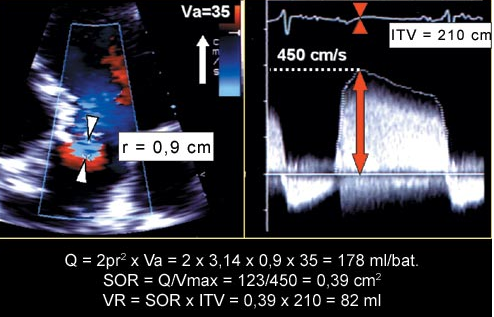 Va=35
cm/s
ITV = 210 cm
450 cm/s
r = 0,9 cm
Q = 2pr² x Va = 2 x 3,14 x 0,9 x 35 = 178 ml/bat.
SOR = Q/Vmax = 123/450 = 0,39 cm²
VR = SOR x ITV = 0,39 x 210 = 82 ml